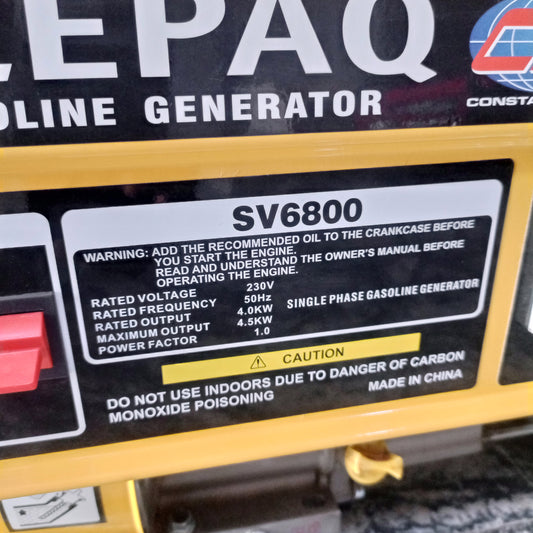 EPAQ
OLINE GENERATOR
CONSTA
SV6800
WARNING: ADD THE RECOMMENDED OIL TO THE CRANKCASE BEFORE
YOU START THE ENGINE.
READ AND UNDERSTAND THE OWNER'S MANUAL BEFORE
OPERATING THE ENGINE.
RATED VOLTAGE 230V
RATED FREQUENCY 50Hz
RATED OUTPUT 4.0KW
MAXIMUM OUTPUT 4.5KW
POWER FACTOR 1.0
SINGLE PHASE GASOLINE GENERATOR
CAUTION
DO NOT USE INDOORS DUE TO DANGER OF CARBON
MONOXIDE POISONING
MADE IN CHINA